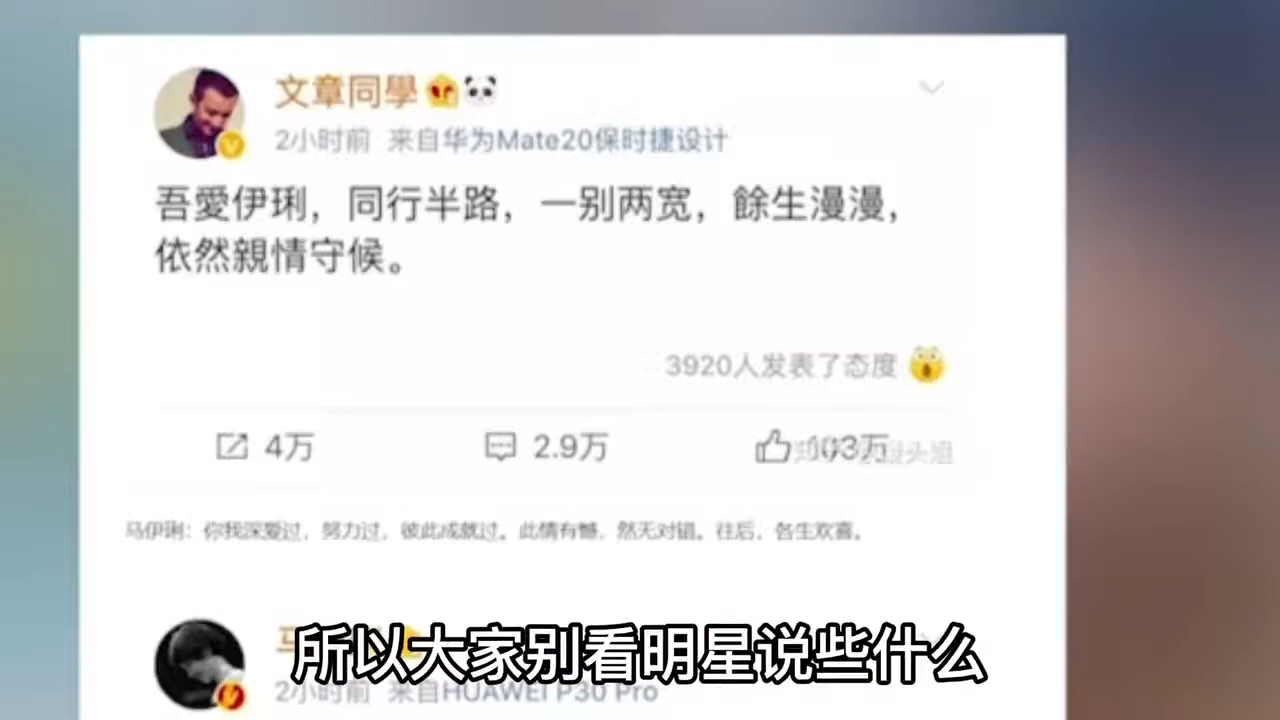 文章同學
2小时前 来自华为Mate20保时捷设计
吾愛伊琍，同行半路，一别两宽，餘生漫漫，
依然親情守候。
3920人发表了态度
4万 2.9万 103万
马伊琍：你我深爱过，努力过，彼此成就过。此情有憾，然无对错。往后，各生欢喜。
所以大家别看明星说些什么
2小时前 来自HUAWEI P30 Pro